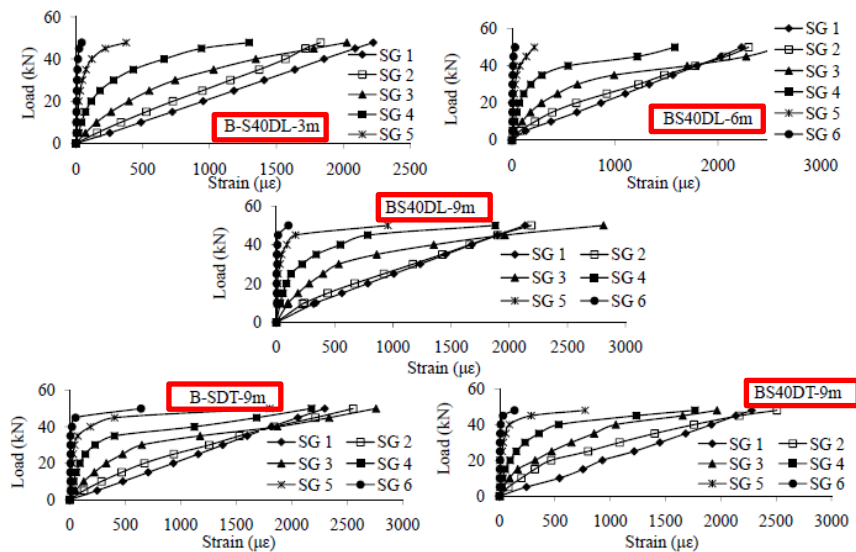 60
40
20
0
Load (kN)
SG 1
SG 2
SG 3
SG 4
SG 5
B-S40DL-3m
0 500 1000 1500 2000 2500
Strain (µε)
60
40
20
0
Load (kN)
SG 1
SG 2
SG 3
SG 4
SG 5
SG 6
BS40DL-6m
0 1000 2000 3000
Strain (µε)
BS40DL-9m
60
40
20
0
Load (kN)
SG 1 SG 2
SG 3 SG 4
SG 5 SG 6
0 500 1000 1500 2000 2500 3000
Strain (µε)
B-SDT-9m
60
40
20
0
Load (kN)
SG 1 SG 2
SG 3 SG 4
SG 5 SG 6
0 500 1000 1500 2000 2500 3000
Strain (µε)
BS40DT-9m
60
40
20
0
Load (kN)
SG 1 SG 2
SG 3 SG 4
SG 5 SG 6
0 500 1000 1500 2000 2500 3000
Strain (µε)